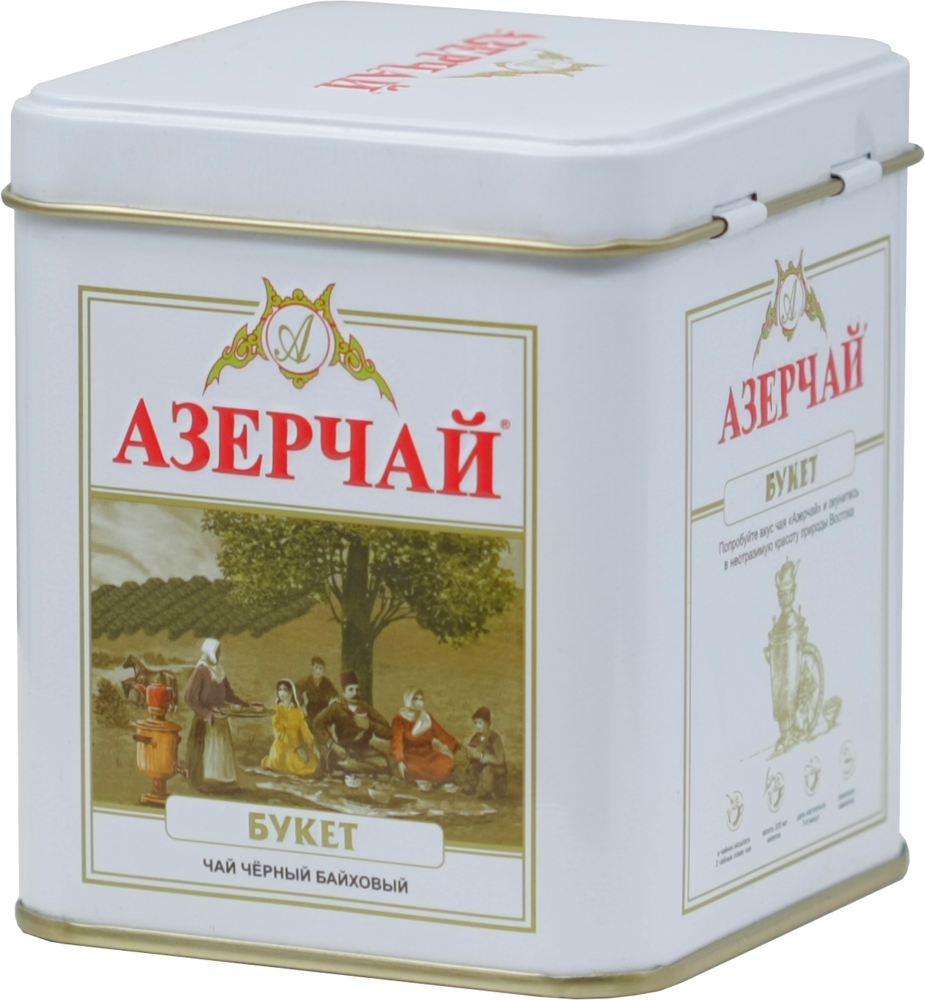 АЗЕРЧАЙ
A
АЗЕРЧАЙ®
БУКЕТ
ЧАЙ ЧЁРНЫЙ БАЙХОВЫЙ
A
АЗЕРЧАЙ
БУКЕТ
Попробуйте вкус чая «Азерчай» и окунитесь
в неотразимую красоту природы Востока